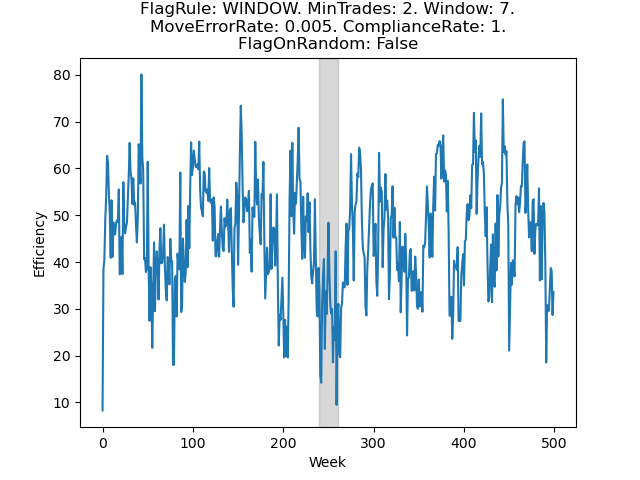 FlagRule: WINDOW. MinTrades: 2. Window: 7.
MoveErrorRate: 0.005. ComplianceRate: 1.
FlagOnRandom: False
80
70
60
50
40
30
20
10
Efficiency
0
100
200
300
400
500
Week